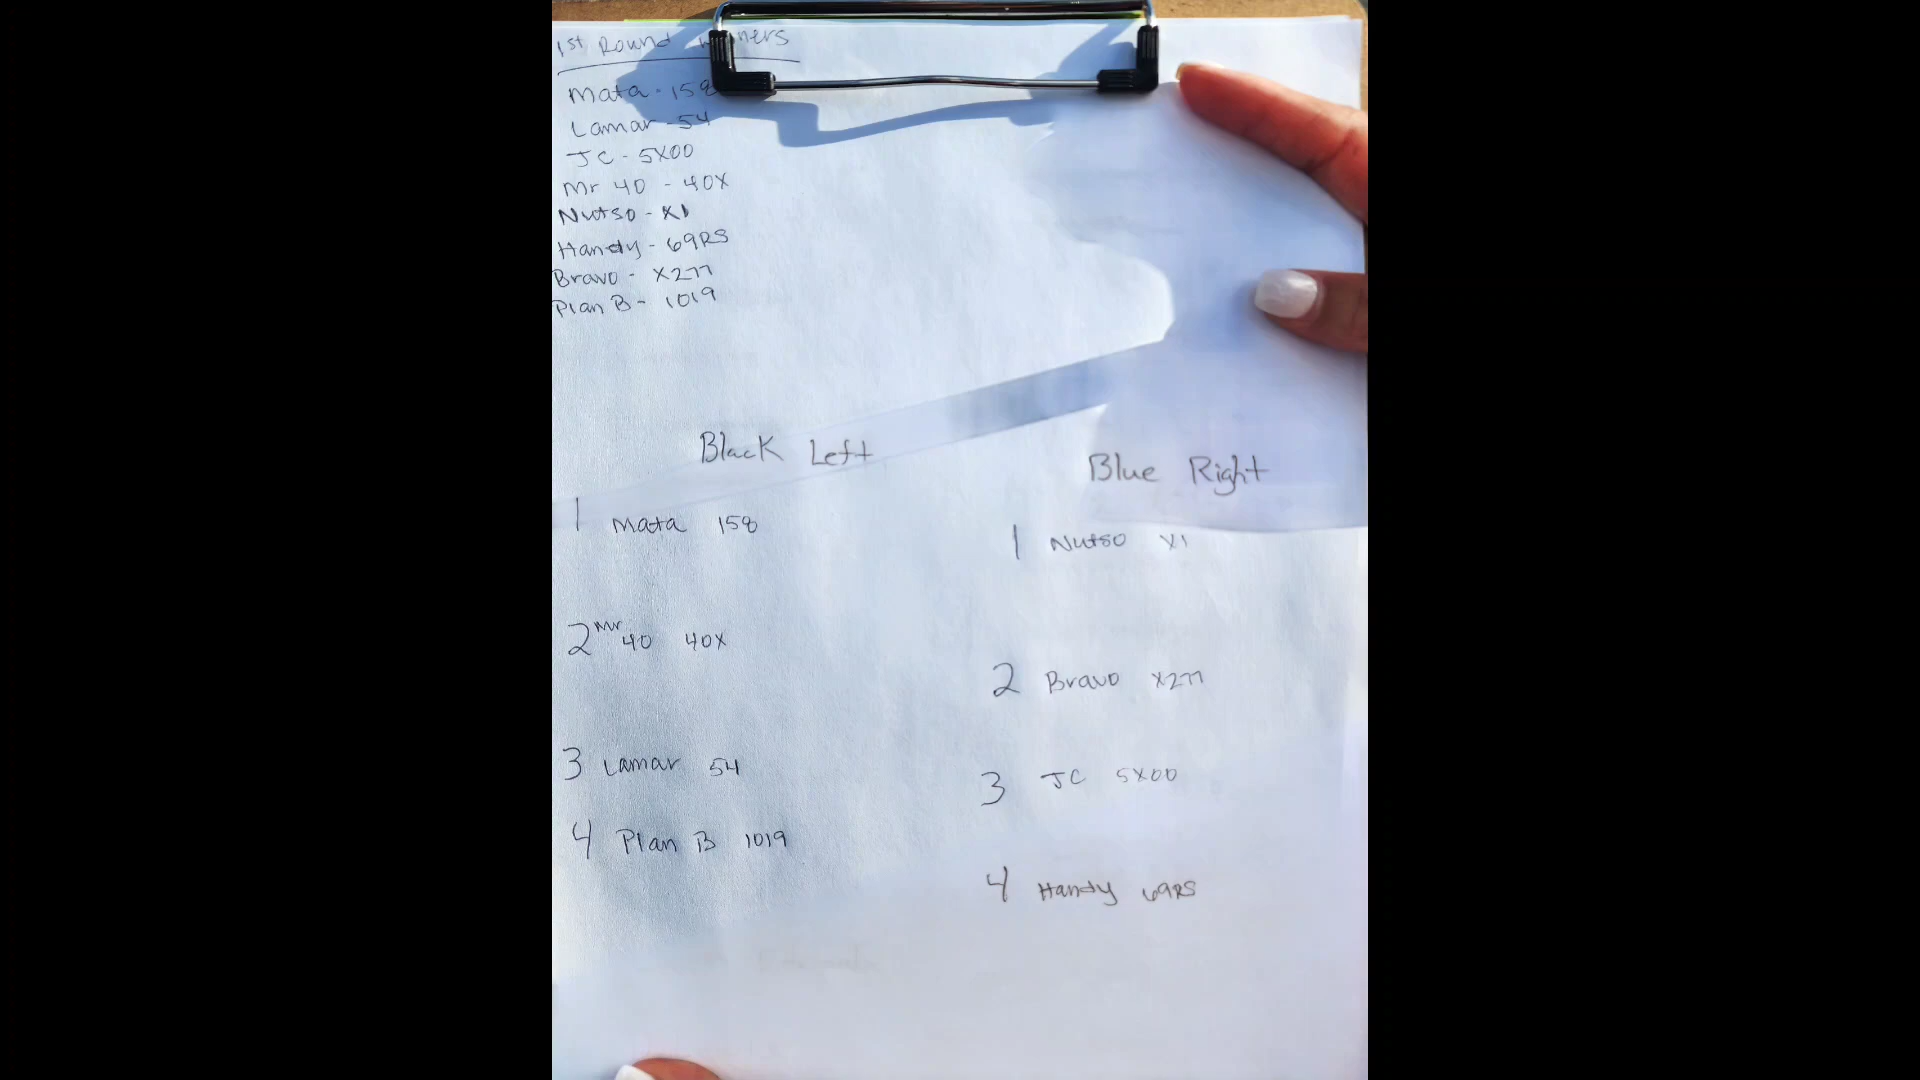 1st Round
Mata - 158
Lamar - 54
JC - 5X00
Mr 40 - 40X
Nutso - X1
Handy - 69RS
Bravo - X277
Plan B - 1019
Black Left
Blue Right
1 Mata 158
1 Nutso X1
2 Mr 40 40X
2 Bravo X277
3 Lamar 54
3 JC 5X00
4 Plan B 1019
4 Handy 69RS